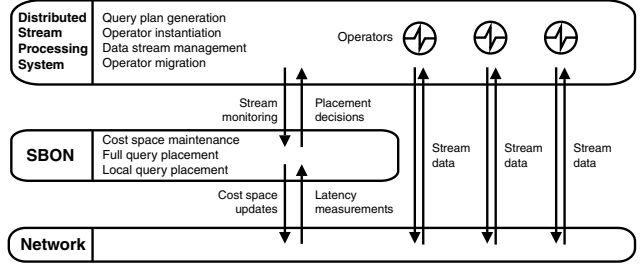 Distributed
Stream
Processing
System
Query plan generation
Operator instantiation
Data stream management
Operator migration
Operators
Stream
monitoring
Placement
decisions
Stream
data
Stream
data
Stream
data
SBON
Cost space maintenance
Full query placement
Local query placement
Cost space
updates
Latency
measurements
Network